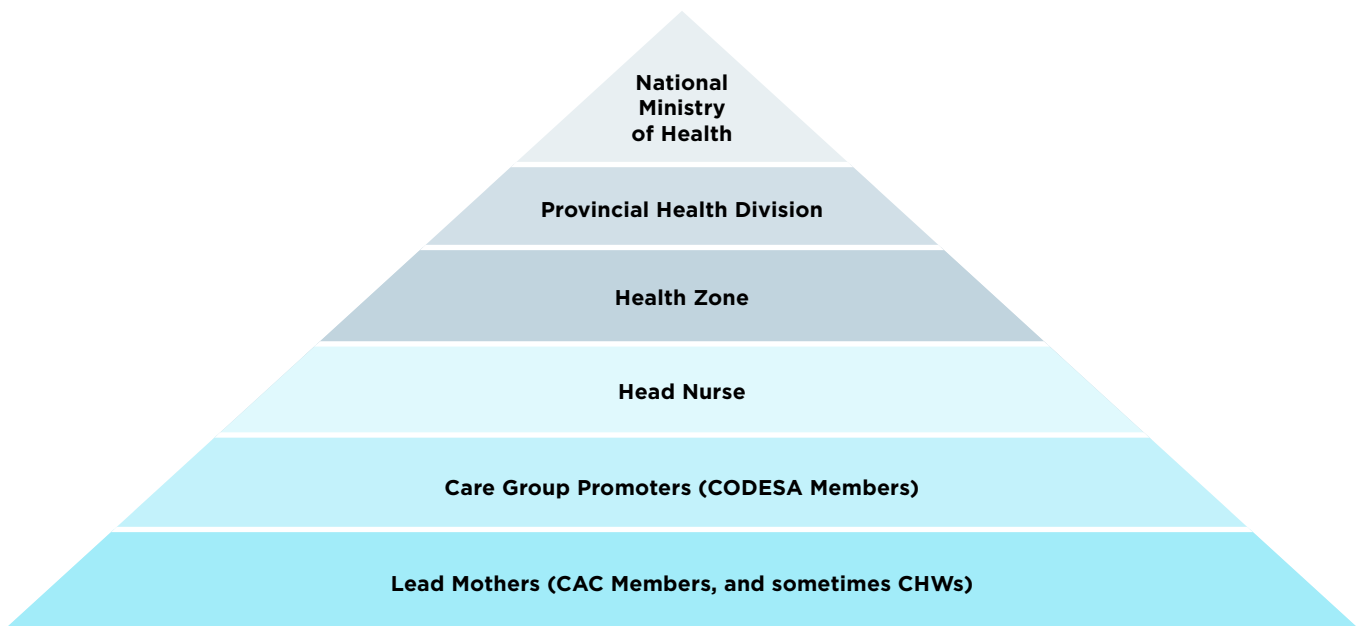 National
Ministry
of Health
Provincial Health Division
Health Zone
Head Nurse
Care Group Promoters (CODESA Members)
Lead Mothers (CAC Members, and sometimes CHWs)